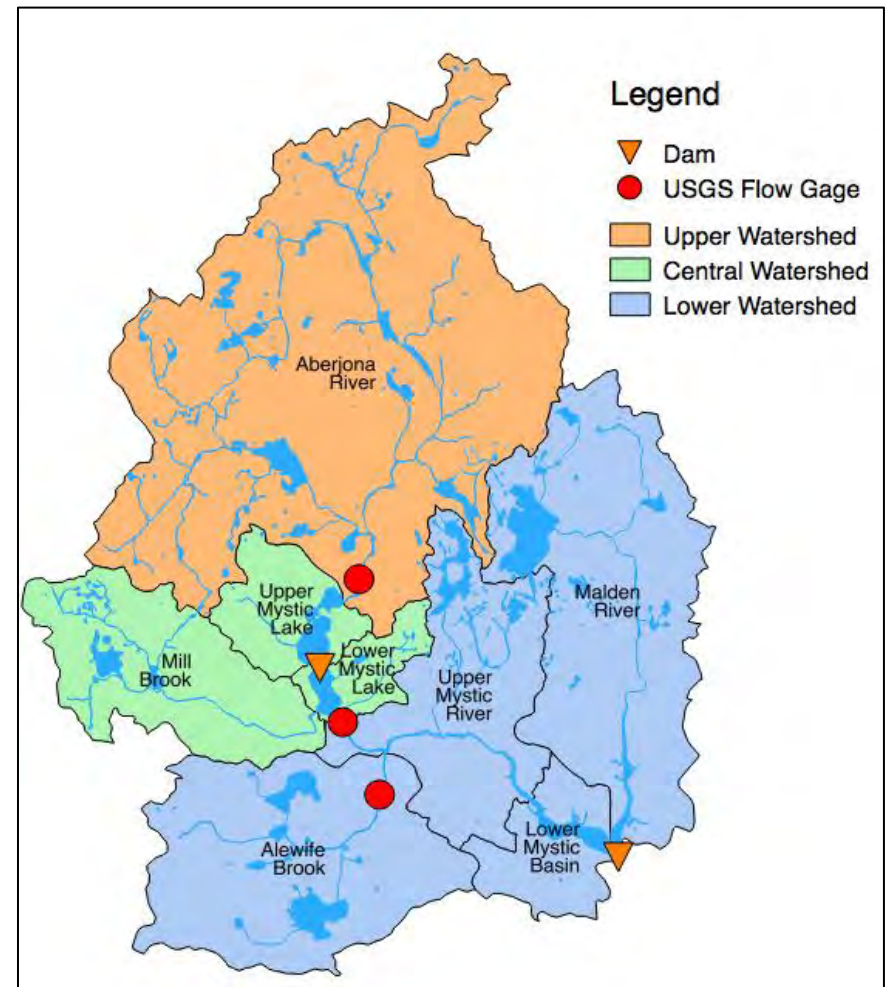 Legend
Dam
USGS Flow Gage
Upper Watershed
Central Watershed
Lower Watershed
Aberjona
River
Upper
Mystic
Lake
Lower
Mystic
Lake
Mill
Brook
Malden
River
Upper
Mystic
River
Alewife
Brook
Lower
Mystic
Basin